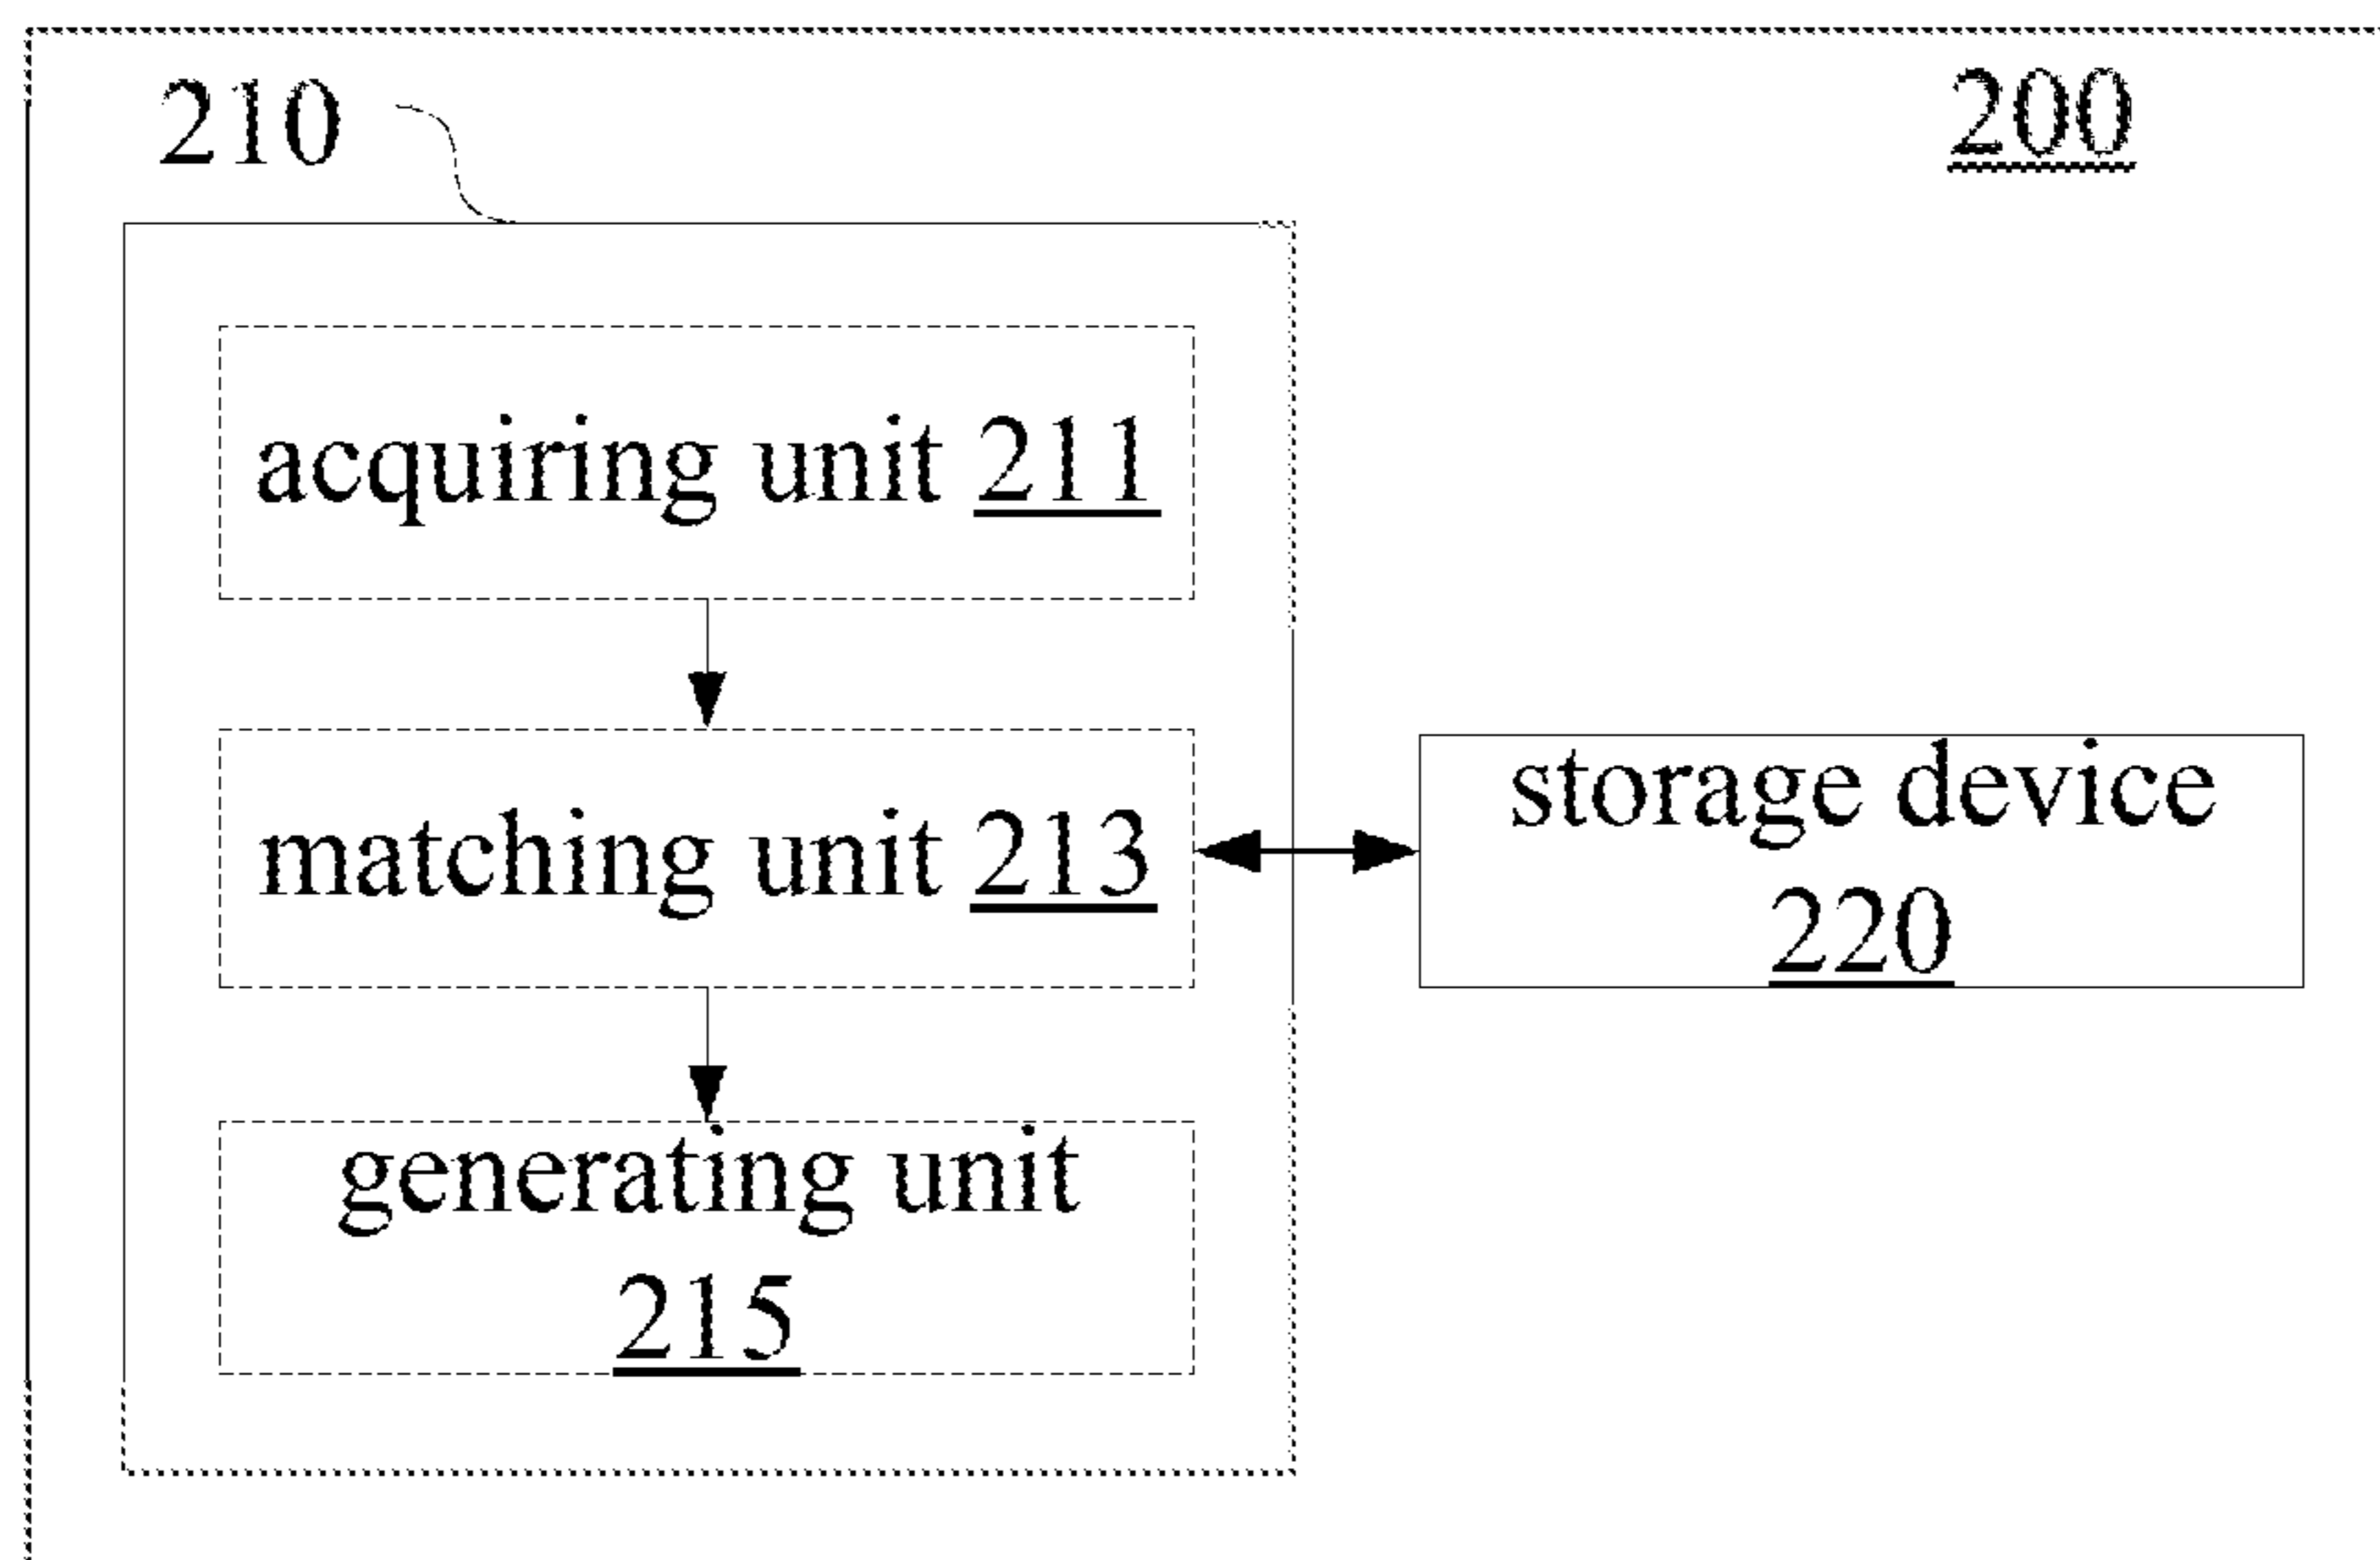 210
200
acquiring unit 211
matching unit 213
storage device
220
generating unit
215